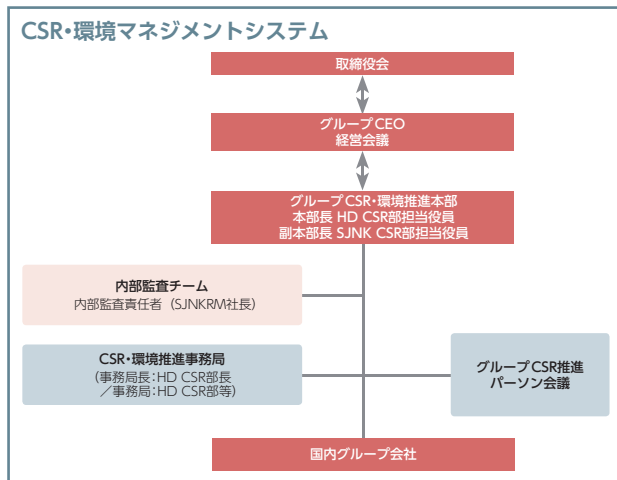 CSR・環境マネジメントシステム
取締役会
グループCEO
経営会議
グループCSR・環境推進本部
本部長 HD CSR部担当役員
副本部長 SJNK CSR部担当役員
内部監査チーム
内部監査責任者（SJNKRM社長）
CSR・環境推進事務局
（事務局長：HD CSR部長
／事務局：HD CSR部等）
グループCSR推進
パーソン会議
国内グループ会社